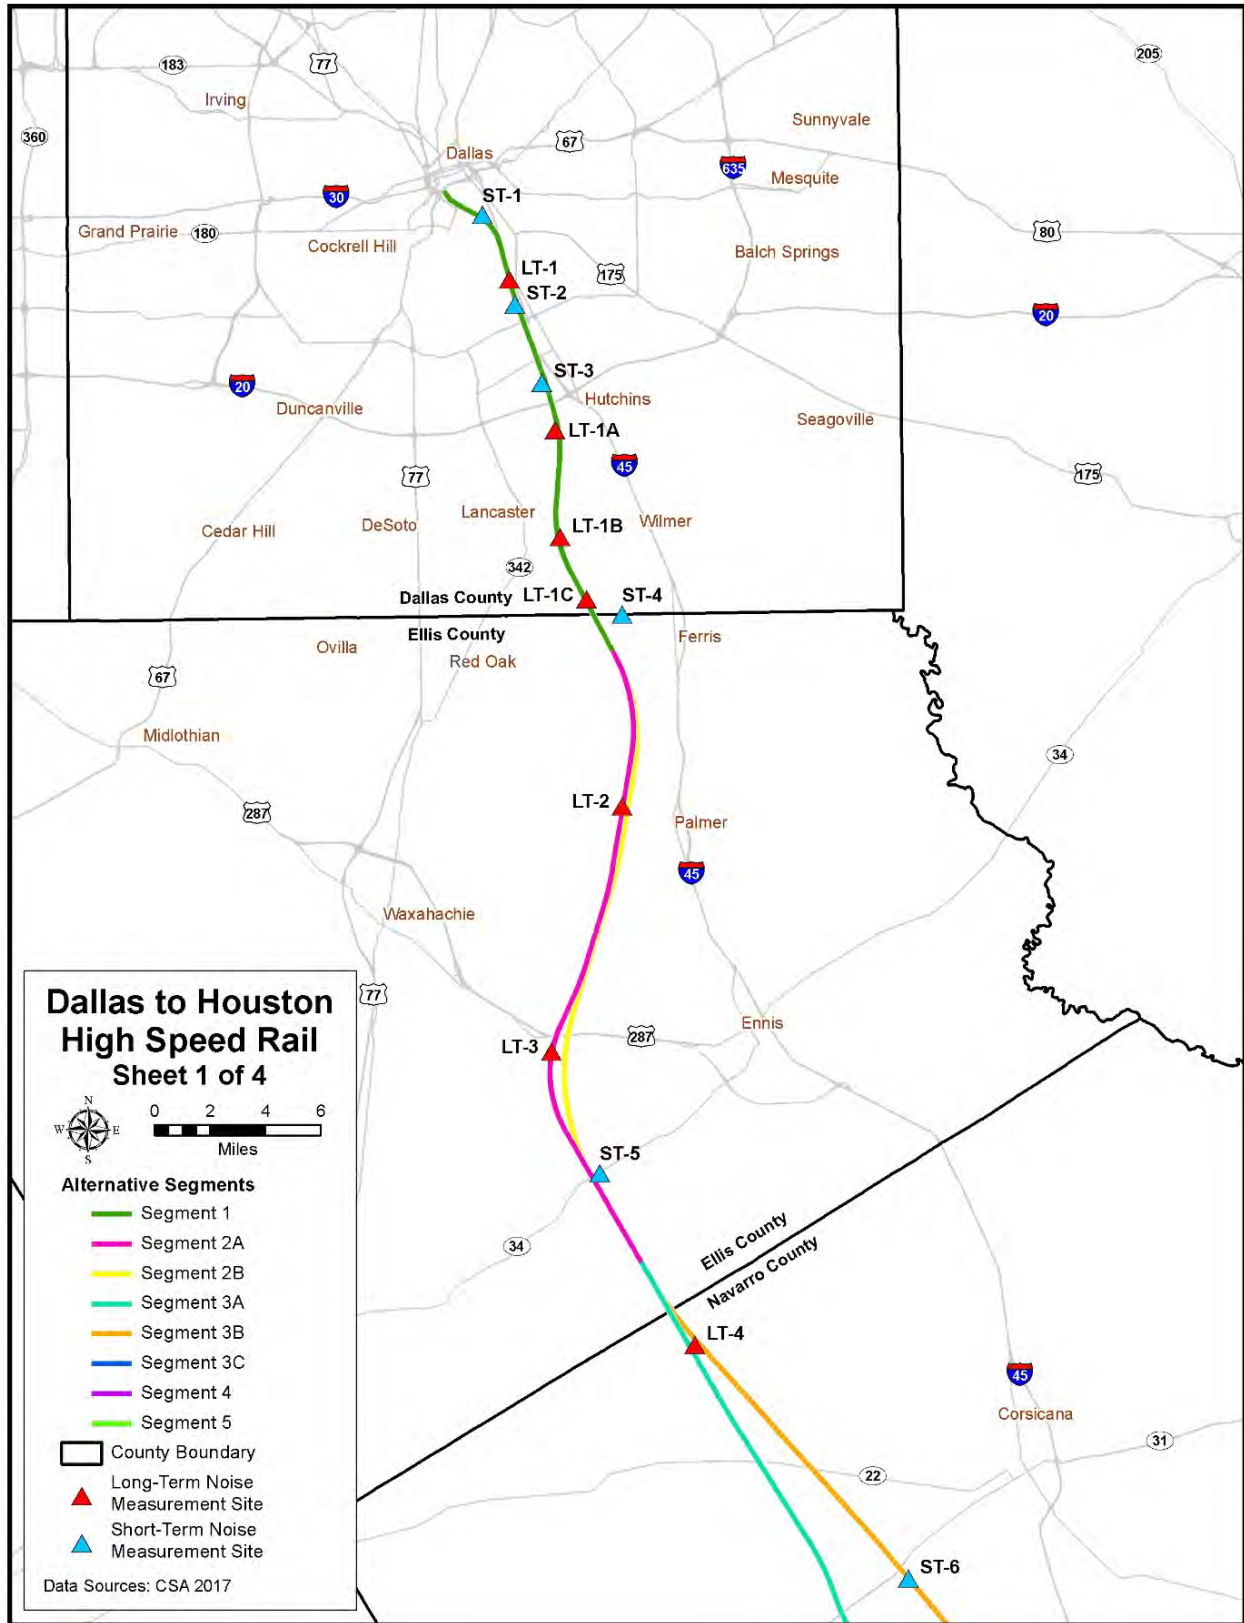 183
77
205
Irving
360
67
Sunnyvale
Dallas
635
Mesquite
30
ST-1
Grand Prairie
180
Cockrell Hill
80
Balch Springs
LT-1
175
ST-2
20
ST-3
20
Hutchins
Duncanville
Seagoville
LT-1A
45
77
175
Lancaster
Wilmer
Cedar Hill
DeSoto
LT-1B
342
LT-1C
ST-4
Dallas County
Ellis County
Ferris
Ovilla
Red Oak
67
Midlothian
34
LT-2
287
Palmer
45
Waxahachie
77
Ennis
287
LT-3
ST-5
34
Ellis County
Navarro County
LT-4
45
Corsicana
31
22
ST-6
Dallas to Houston
High Speed Rail
Sheet 1 of 4
N
W E
S
0 2 4 6
Miles
Alternative Segments
Segment 1
Segment 2A
Segment 2B
Segment 3A
Segment 3B
Segment 3C
Segment 4
Segment 5
County Boundary
Long-Term Noise
Measurement Site
Short-Term Noise
Measurement Site
Data Sources: CSA 2017